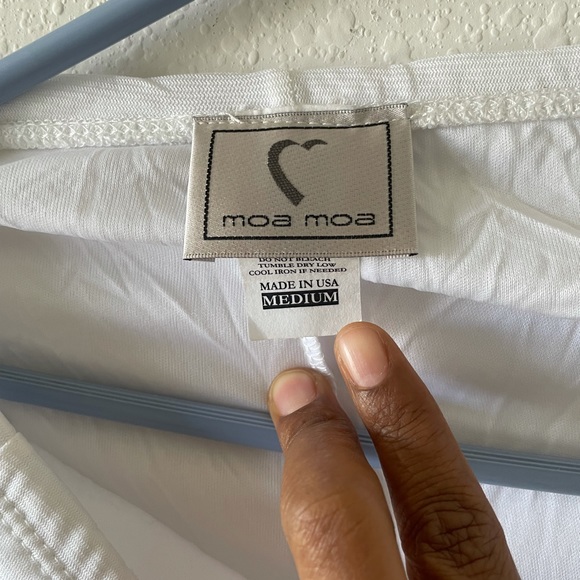 moa moa
DO NOT BLEACH
TUMBLE DRY LOW
COOL IRON IF NEEDED
MADE IN USA
MEDIUM